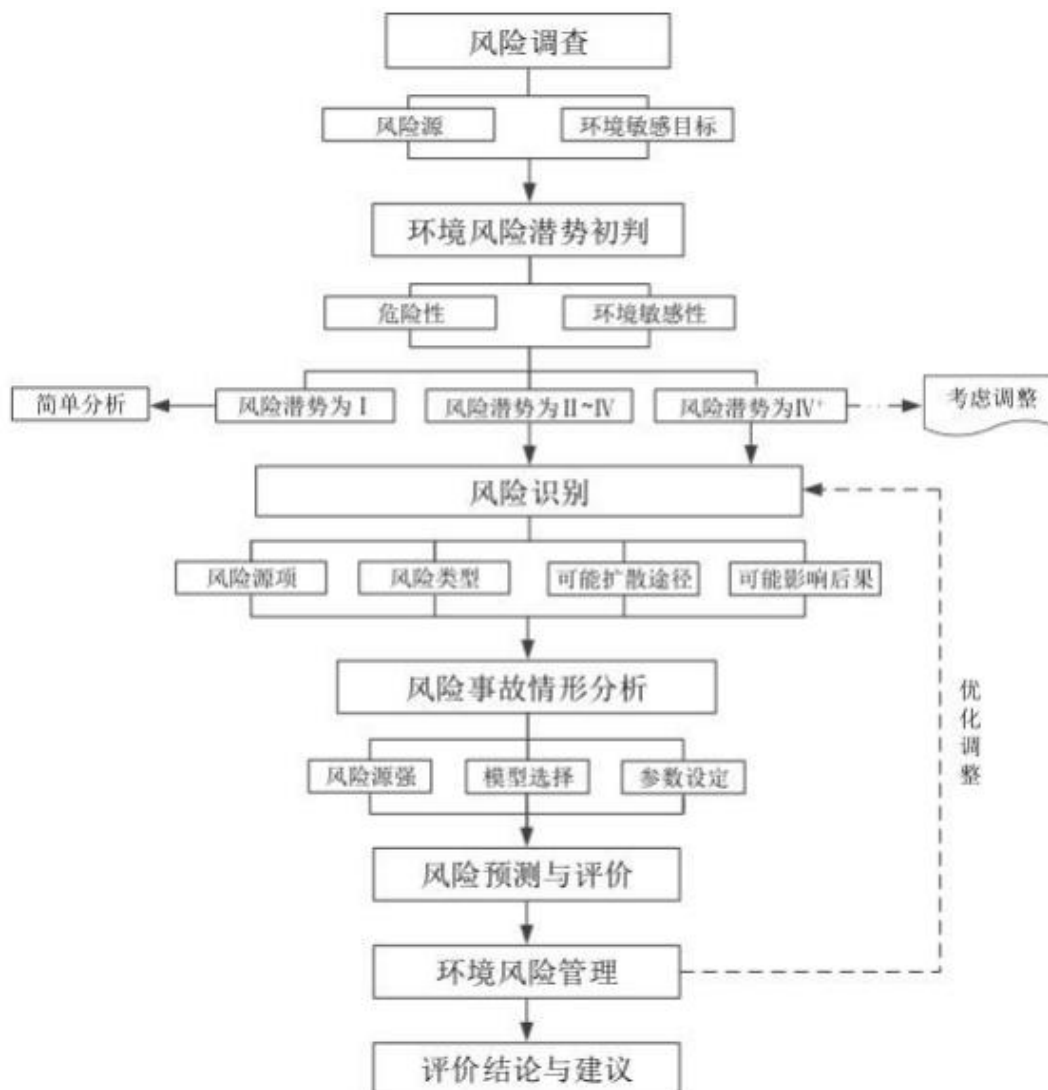 风险调查
风险源
环境敏感目标
环境风险潜势初判
危险性
环境敏感性
简单分析
风险潜势为Ⅰ
风险潜势为Ⅱ~Ⅳ
风险潜势为Ⅳ⁺
考虑调整
风险识别
风险源项
风险类型
可能扩散途径
可能影响后果
风险事故情形分析
风险源强
模型选择
参数设定
优化调整
风险预测与评价
环境风险管理
评价结论与建议